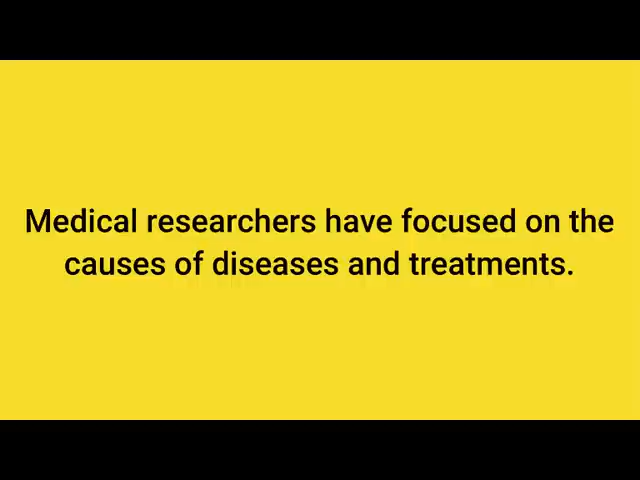 Medical researchers have focused on the
causes of diseases and treatments.